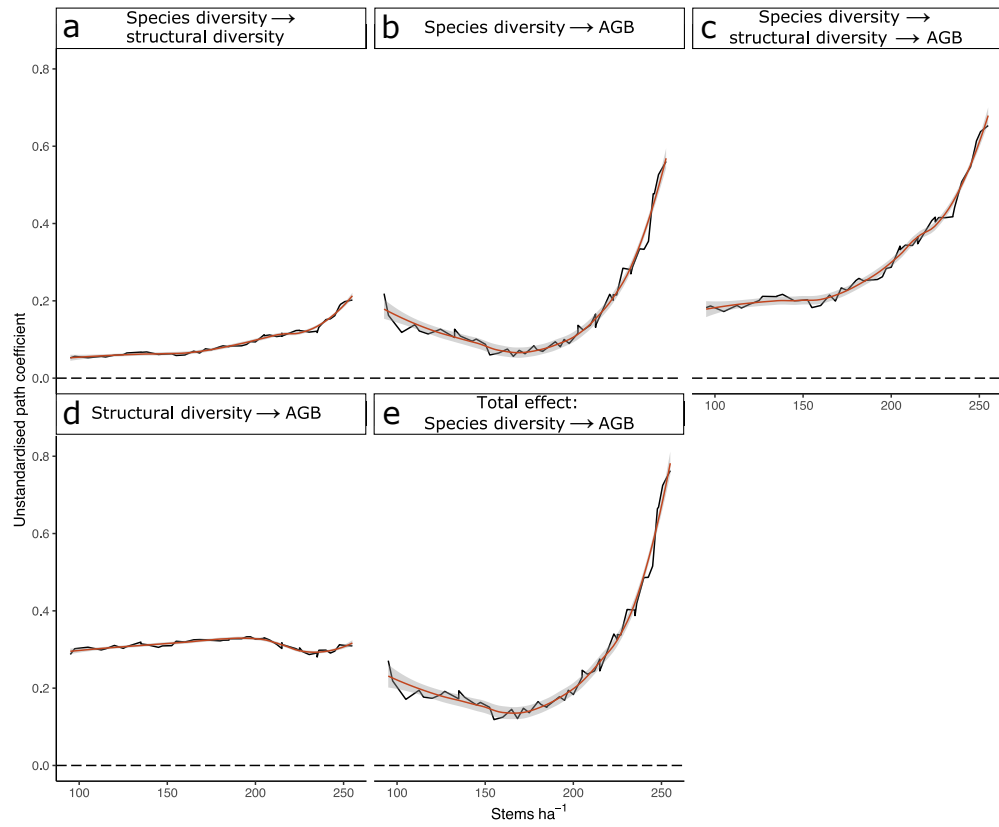 a
Species diversity →
structural diversity
b
Species diversity → AGB
c
Species diversity →
structural diversity → AGB
0.8
0.6
0.4
0.2
0.0
100 150 200 250
d
Structural diversity → AGB
e
Total effect:
Species diversity → AGB
0.8
0.6
0.4
0.2
0.0
100 150 200 250
100 150 200 250
Unstandardised path coefficient
Stems ha⁻¹